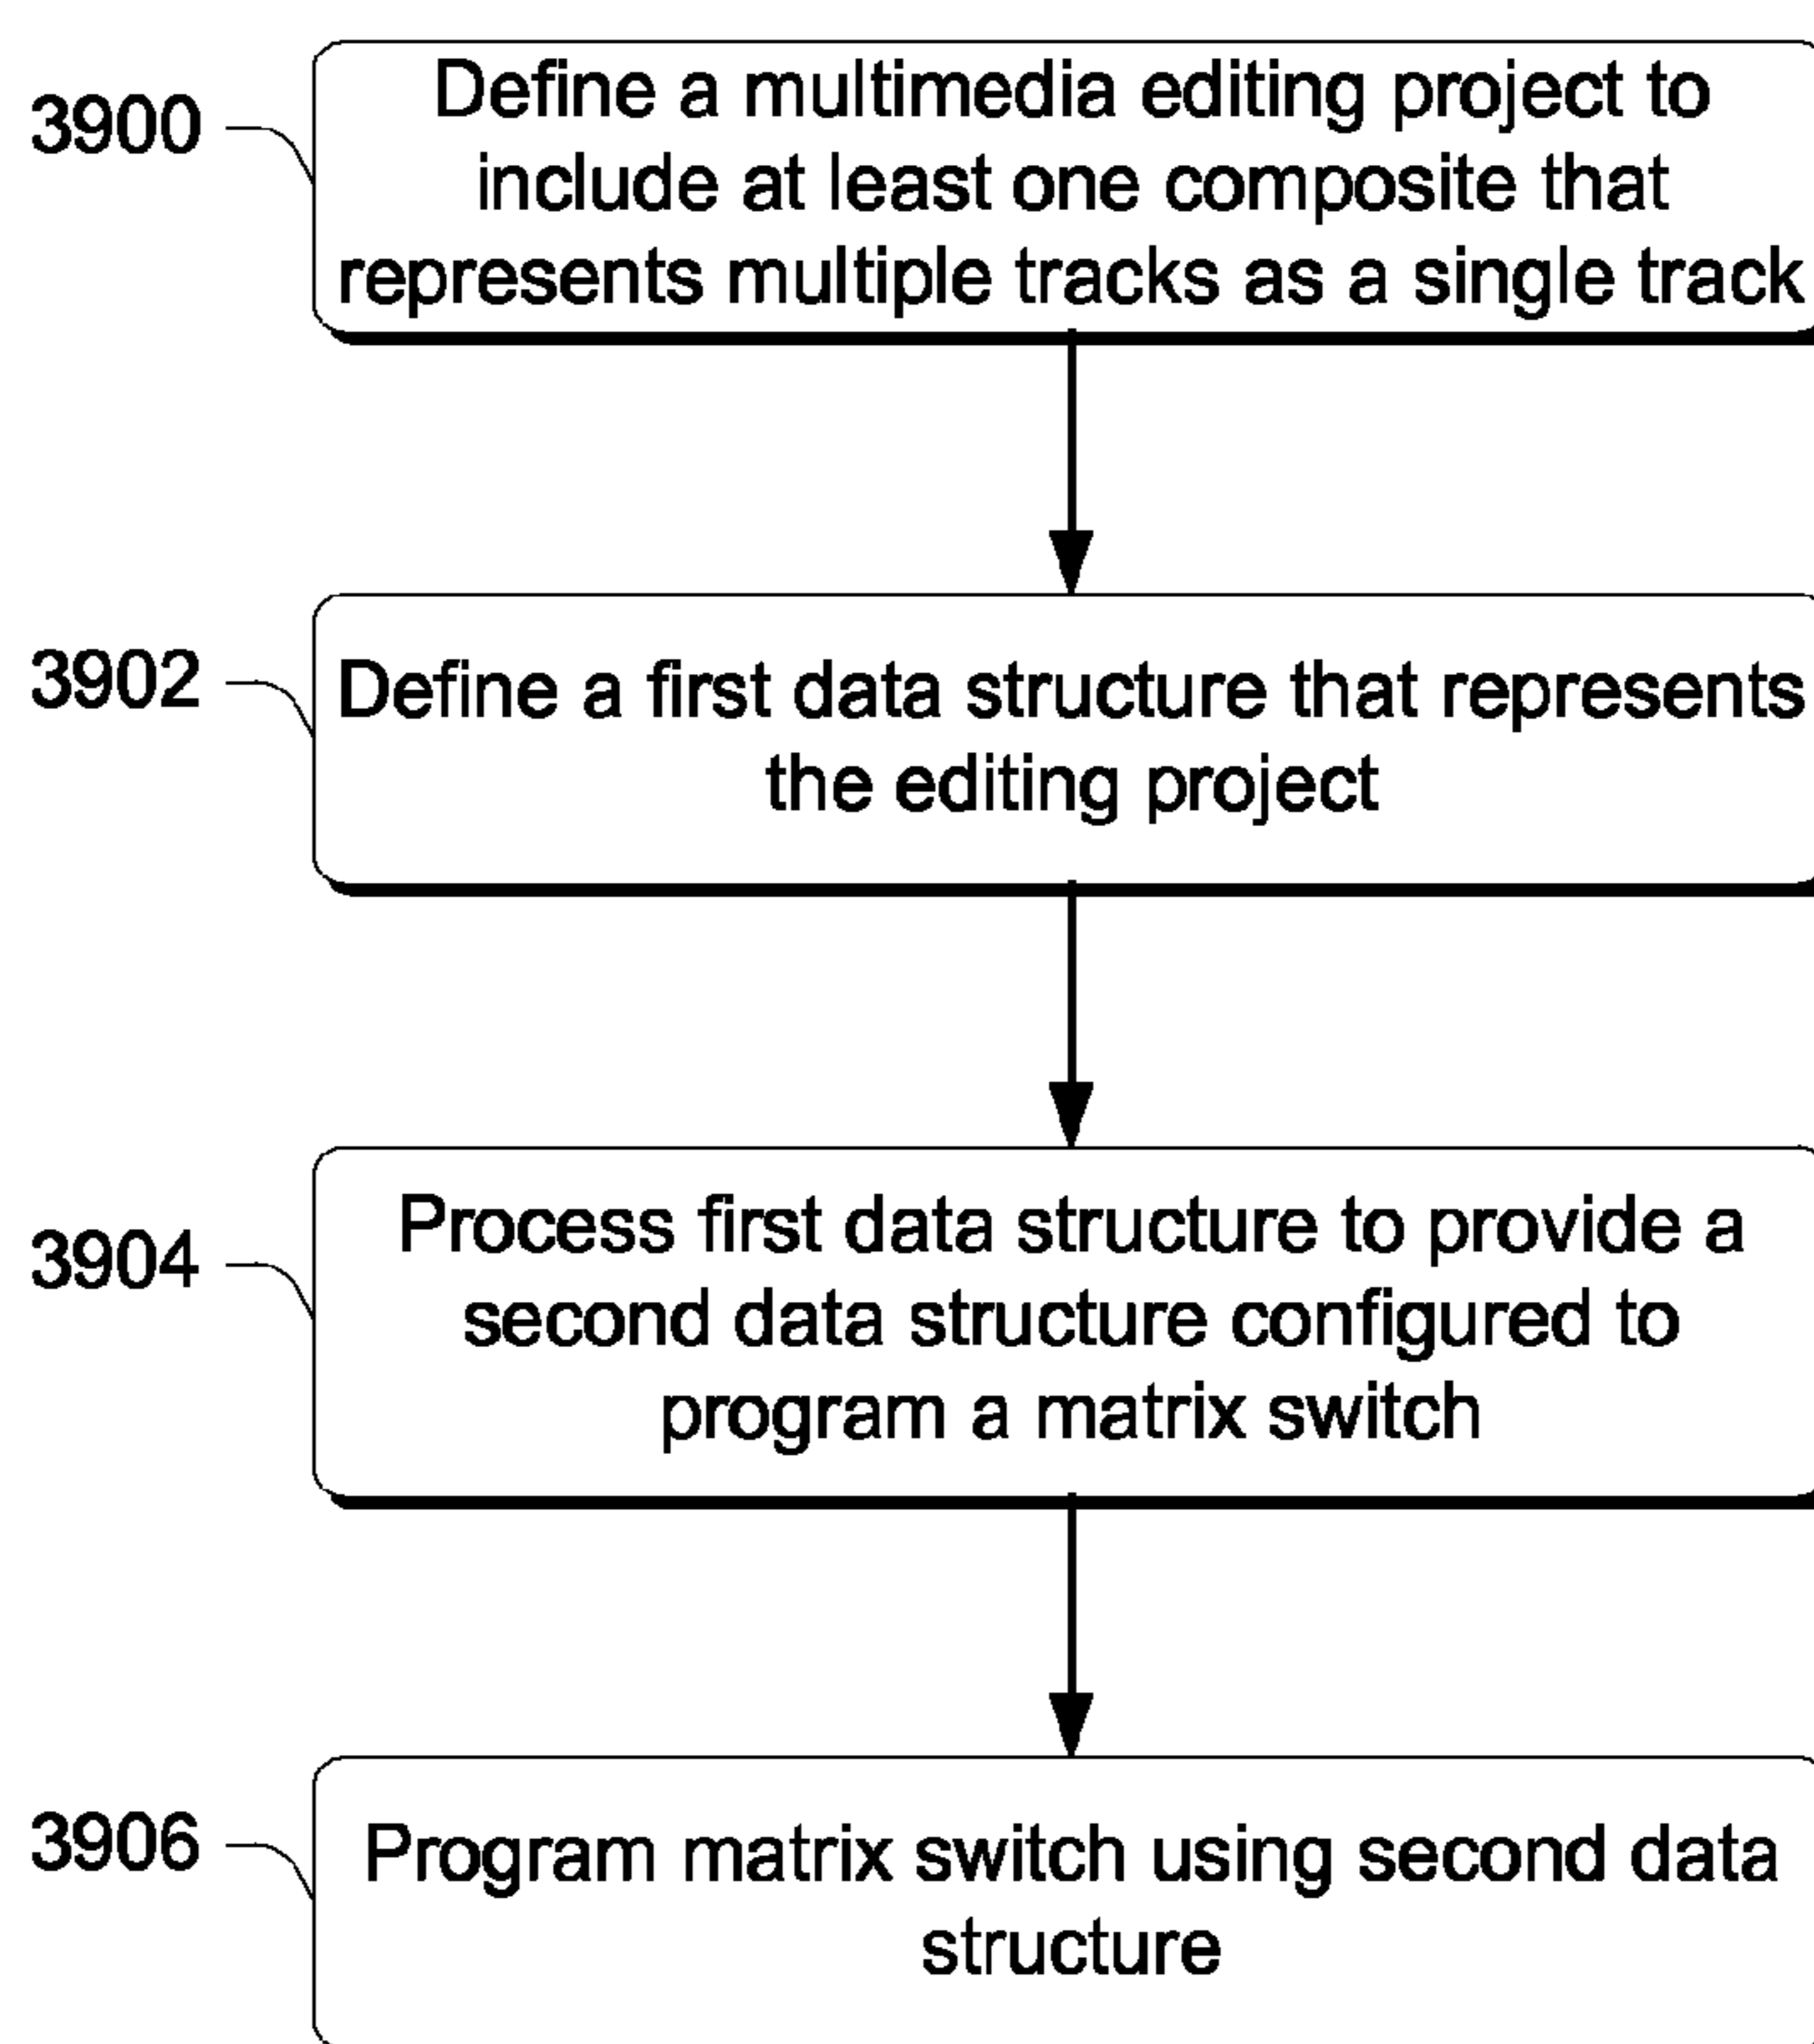 3900
Define a multimedia editing project to
include at least one composite that
represents multiple tracks as a single track
3902
Define a first data structure that represents
the editing project
3904
Process first data structure to provide a
second data structure configured to
program a matrix switch
3906
Program matrix switch using second data
structure